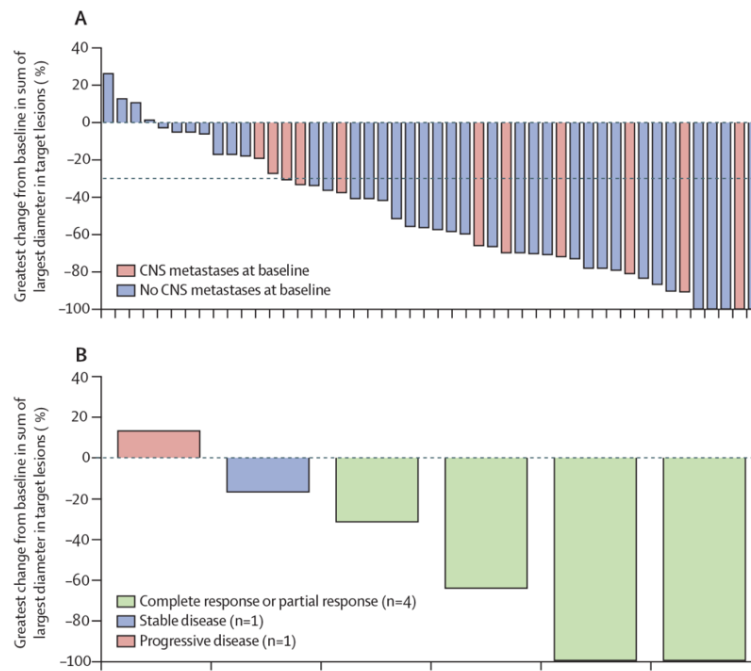 A
Greatest change from baseline in sum of
largest diameter in target lesions ( %)
40
20
0
–20
–40
–60
–80
–100
CNS metastases at baseline
No CNS metastases at baseline
B
Greatest change from baseline in sum of
largest diameter in target lesions ( %)
40
20
0
–20
–40
–60
–80
–100
Complete response or partial response (n=4)
Stable disease (n=1)
Progressive disease (n=1)